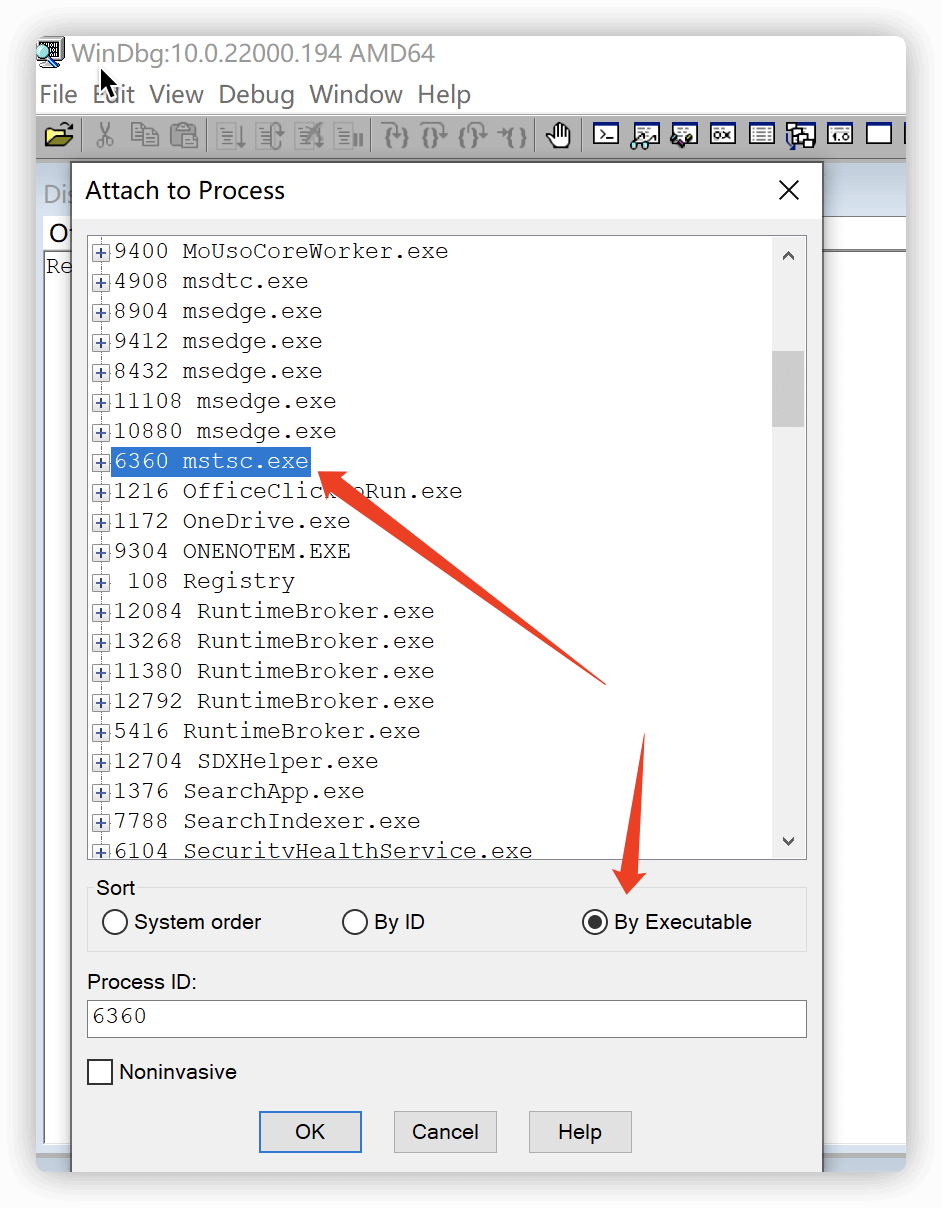 WinDbg:10.0.22000.194 AMD64
File Edit View Debug Window Help
Attach to Process
9400 MoUsoCoreWorker.exe
4908 msdtc.exe
8904 msedge.exe
9412 msedge.exe
8432 msedge.exe
11108 msedge.exe
10880 msedge.exe
6360 mstsc.exe
1216 OfficeClickToRun.exe
1172 OneDrive.exe
9304 ONENOTEM.EXE
108 Registry
12084 RuntimeBroker.exe
13268 RuntimeBroker.exe
11380 RuntimeBroker.exe
12792 RuntimeBroker.exe
5416 RuntimeBroker.exe
12704 SDXHelper.exe
1376 SearchApp.exe
7788 SearchIndexer.exe
6104 SecurityHealthService.exe
Sort
System order By ID By Executable
Process ID:
6360
Noninvasive
OK Cancel Help